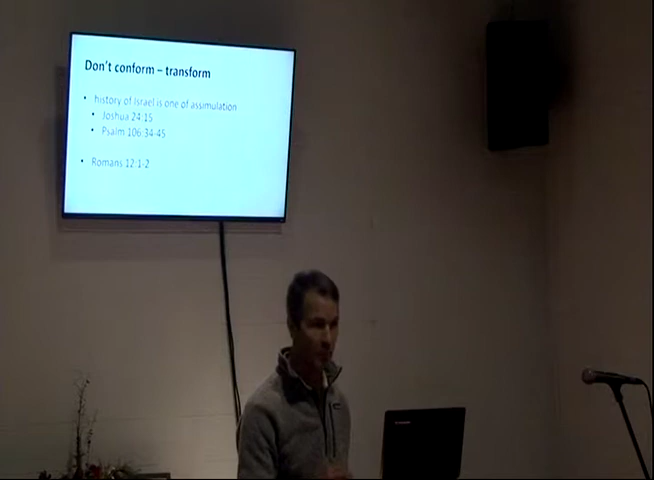 Don't conform – transform
• history of Israel is one of assimilation
• Joshua 24:15
• Psalm 106:34-45
• Romans 12:1-2